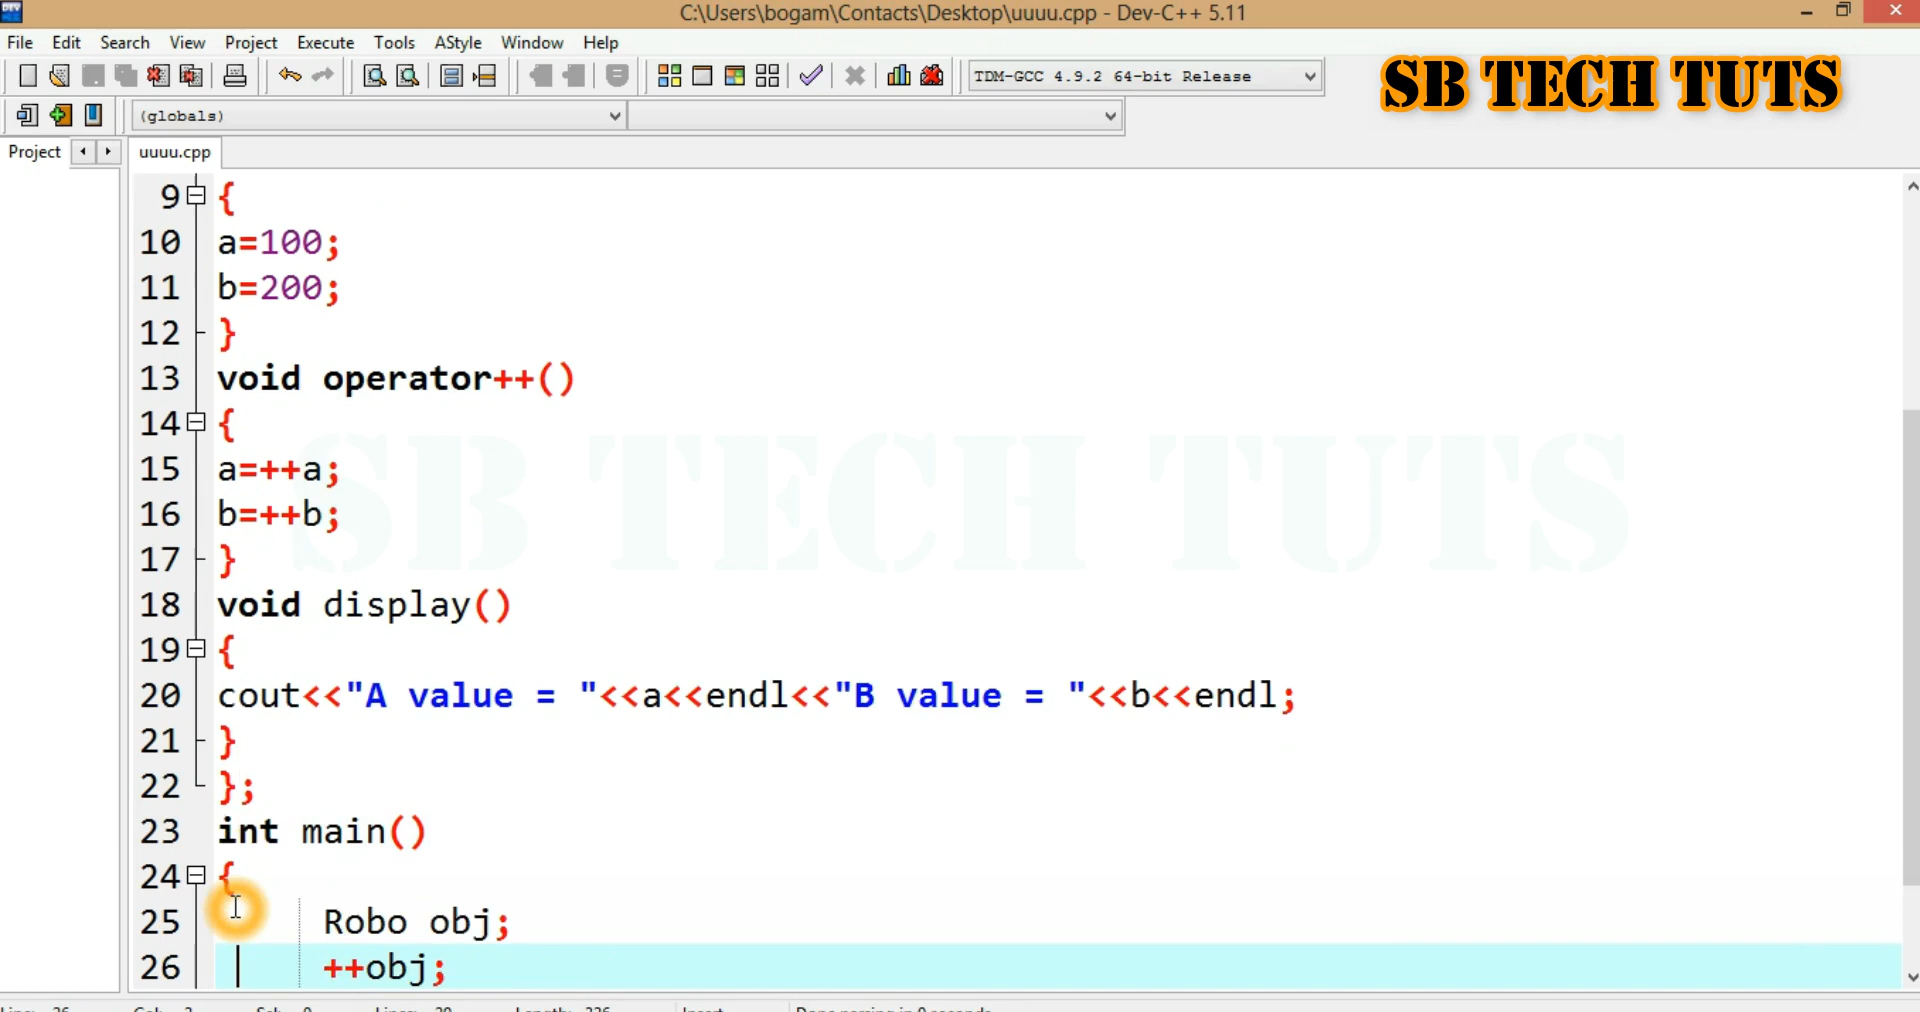 C:\Users\bogam\Contacts\Desktop\uuuu.cpp - Dev-C++ 5.11
File Edit Search View Project Execute Tools AStyle Window Help
TDM-GCC 4.9.2 64-bit Release
SB TECH TUTS
(globals)
Project uuuu.cpp
9 {
10 a=100;
11 b=200;
12 }
13 void operator++()
14 {
15 a=++a;
16 b=++b;
17 }
18 void display()
19 {
20 cout<<"A value = "<<a<<endl<<"B value = "<<b<<endl;
21 }
22 };
23 int main()
24 {
25 Robo obj;
26 ++obj;
SB TECH TUTS